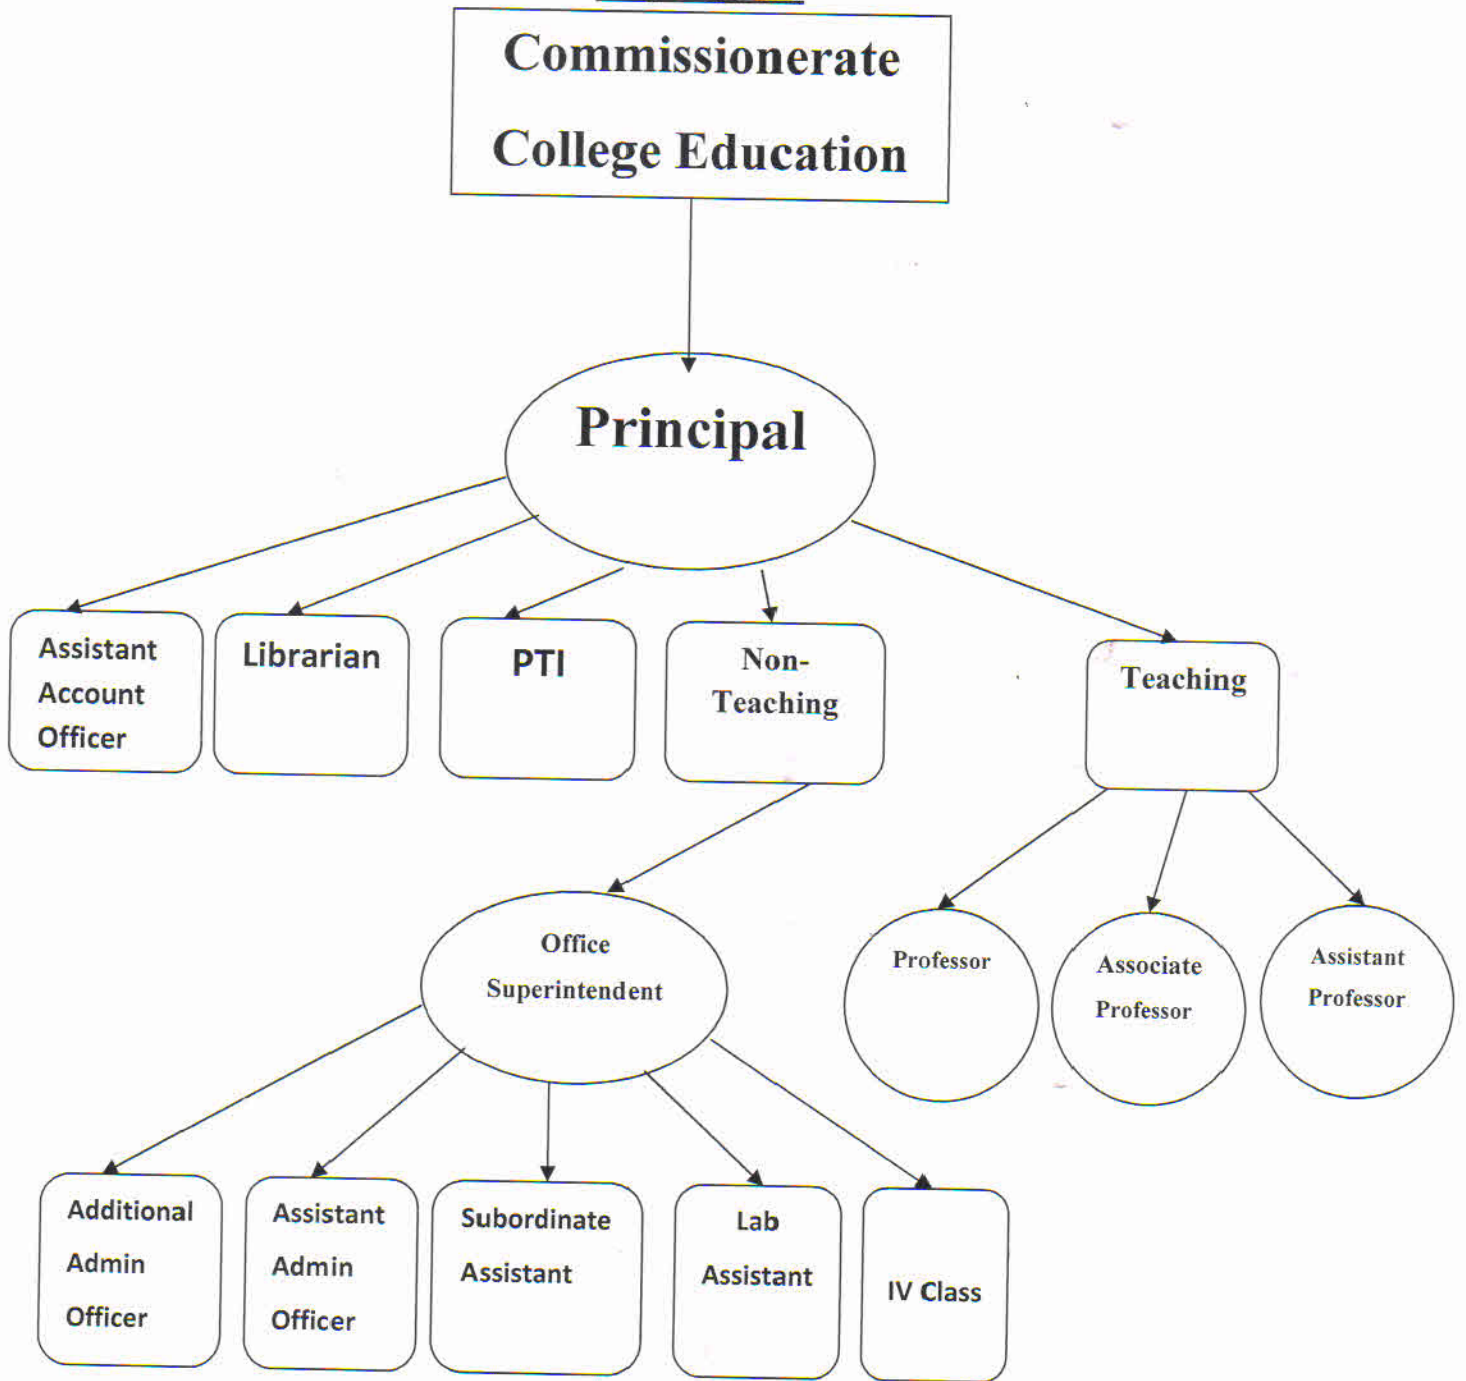 Commissionerate
College Education
Principal
Assistant
Account
Officer
Librarian
PTI
Non-
Teaching
Teaching
Office
Superintendent
Professor
Associate
Professor
Assistant
Professor
Additional
Admin
Officer
Assistant
Admin
Officer
Subordinate
Assistant
Lab
Assistant
IV Class